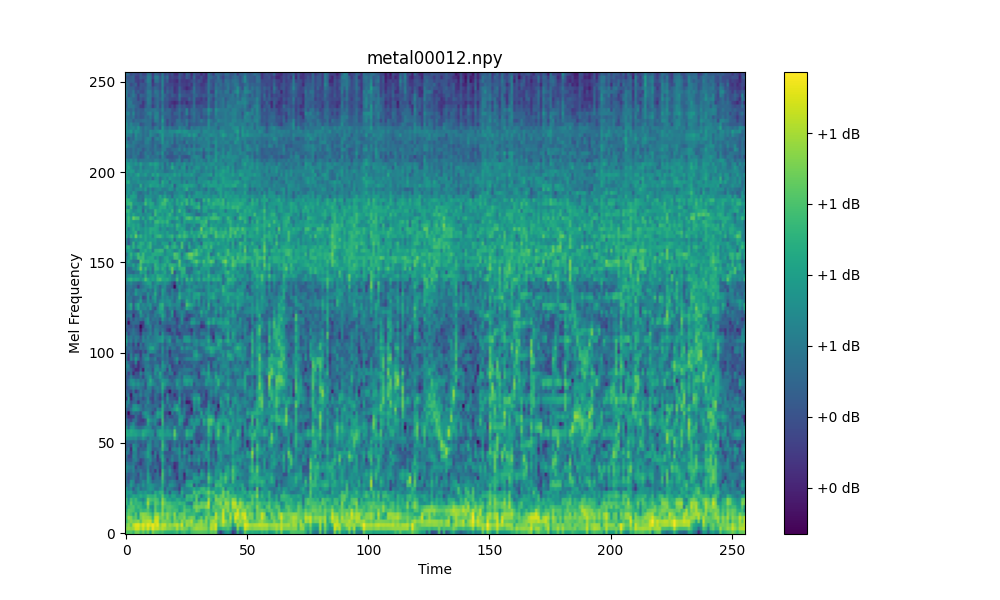 metal00012.npy
250
200
150
100
50
0
Mel Frequency
0 50 100 150 200 250
Time
+1 dB
+1 dB
+1 dB
+1 dB
+0 dB
+0 dB